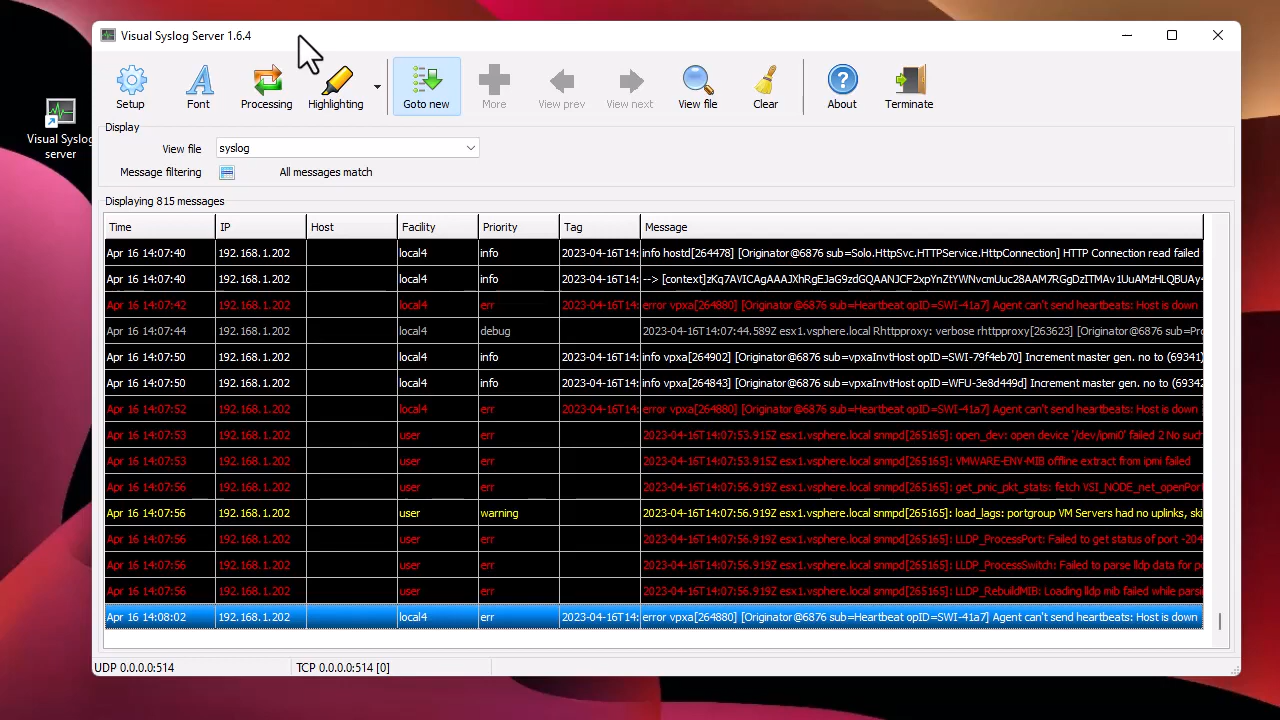 Visual Syslog Server 1.6.4
Setup Font Processing Highlighting Goto new More View prev View next View file Clear About Terminate
Visual Syslog
server
Display
View file syslog
Message filtering All messages match
Displaying 815 messages
Time IP Host Facility Priority Tag Message
Apr 16 14:07:40 192.168.1.202 local4 info 2023-04-16T14: info hostd[264478] [Originator@6876 sub=Solo.HttpSvc.HTTPService.HttpConnection] HTTP Connection read failed
Apr 16 14:07:40 192.168.1.202 local4 info 2023-04-16T14: -->
Apr 16 14:07:42 192.168.1.202 local4 err 2023-04-16T14: error vpxa[264880] [Originator@6876 sub=Heartbeat opID=SWI-41a7] Agent can't send heartbeats: Host is down
Apr 16 14:07:44 192.168.1.202 local4 debug 2023-04-16T14:07:44.589Z esx1.vsphere.local Rhttpproxy: verbose rhttpproxy[263623] [Originator@6876 sub=Pro
Apr 16 14:07:50 192.168.1.202 local4 info 2023-04-16T14: info vpxa[264902] [Originator@6876 sub=vpxaInvtHost opID=SWI-79f4eb70] Increment master gen. no to (69341)
Apr 16 14:07:50 192.168.1.202 local4 info 2023-04-16T14: info vpxa[264843] [Originator@6876 sub=vpxaInvtHost opID=WFU-3e8d449d] Increment master gen. no to (69342
Apr 16 14:07:52 192.168.1.202 local4 err 2023-04-16T14: error vpxa[264880] [Originator@6876 sub=Heartbeat opID=SWI-41a7] Agent can't send heartbeats: Host is down
Apr 16 14:07:53 192.168.1.202 user err 2023-04-16T14:07:53.915Z esx1.vsphere.local snmpd[265165]: open_dev: open device '/dev/ipmi0' failed 2 No such
Apr 16 14:07:53 192.168.1.202 user err 2023-04-16T14:07:53.919Z esx1.vsphere.local snmpd[265165]: VMWARE-ENV-MIB offline extract from ipmi failed
Apr 16 14:07:56 192.168.1.202 user err 2023-04-16T14:07:56.919Z esx1.vsphere.local snmpd[265165]: get_pnic_pkt_stats: fetch VSI_NODE_net_openPort
Apr 16 14:07:56 192.168.1.202 user warning 2023-04-16T14:07:56.919Z esx1.vsphere.local snmpd[265165]: load_lags: portgroup VM Servers had no uplinks, ski
Apr 16 14:07:56 192.168.1.202 user err 2023-04-16T14:07:56.919Z esx1.vsphere.local snmpd[265165]: LLDP_ProcessPort: Failed to get status of port -204
Apr 16 14:07:56 192.168.1.202 user err 2023-04-16T14:07:56.919Z esx1.vsphere.local snmpd[265165]: LLDP_ProcessSwitch: Failed to parse lldp data for po
Apr 16 14:07:56 192.168.1.202 user err 2023-04-16T14:07:56.919Z esx1.vsphere.local snmpd[265165]: LLDP_RebuildMIB: Loading lldp mib failed while parsi
Apr 16 14:08:02 192.168.1.202 local4 err 2023-04-16T14: error vpxa[264880] [Originator@6876 sub=Heartbeat opID=SWI-41a7] Agent can't send heartbeats: Host is down
UDP 0.0.0.0:514 TCP 0.0.0.0:514 [0]